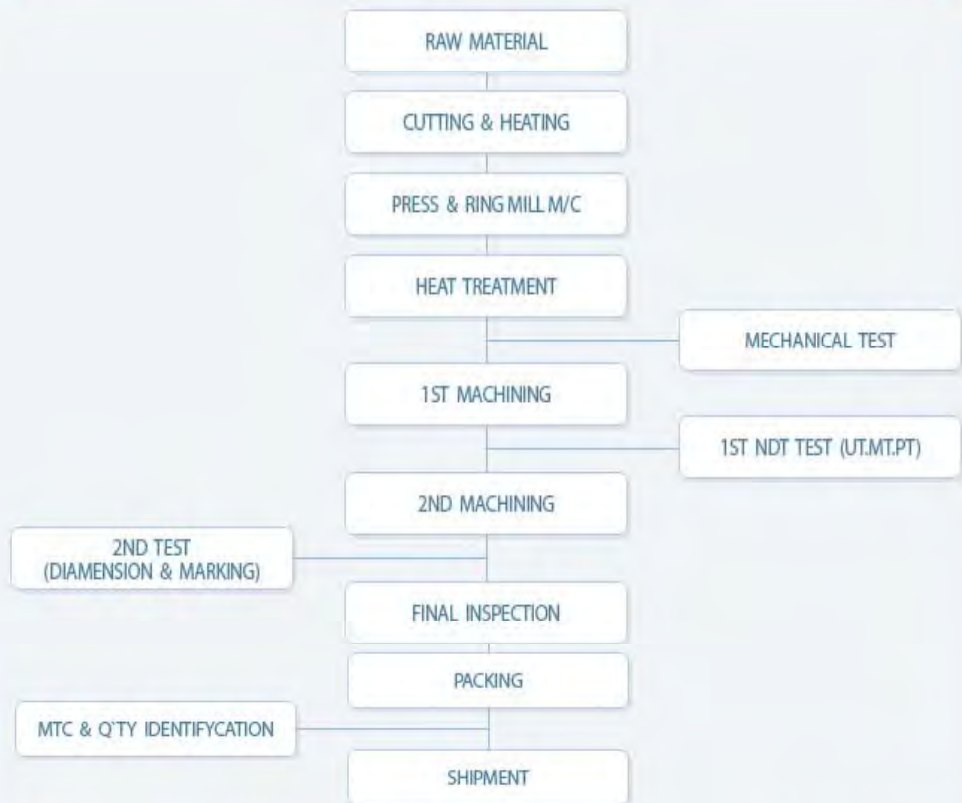 RAW MATERIAL
CUTTING & HEATING
PRESS & RING MILL M/C
HEAT TREATMENT
MECHANICAL TEST
1ST MACHINING
1ST NDT TEST (UT.MT.PT)
2ND MACHINING
2ND TEST
(DIAMENSION & MARKING)
FINAL INSPECTION
PACKING
MTC & Q`TY IDENTIFYCATION
SHIPMENT